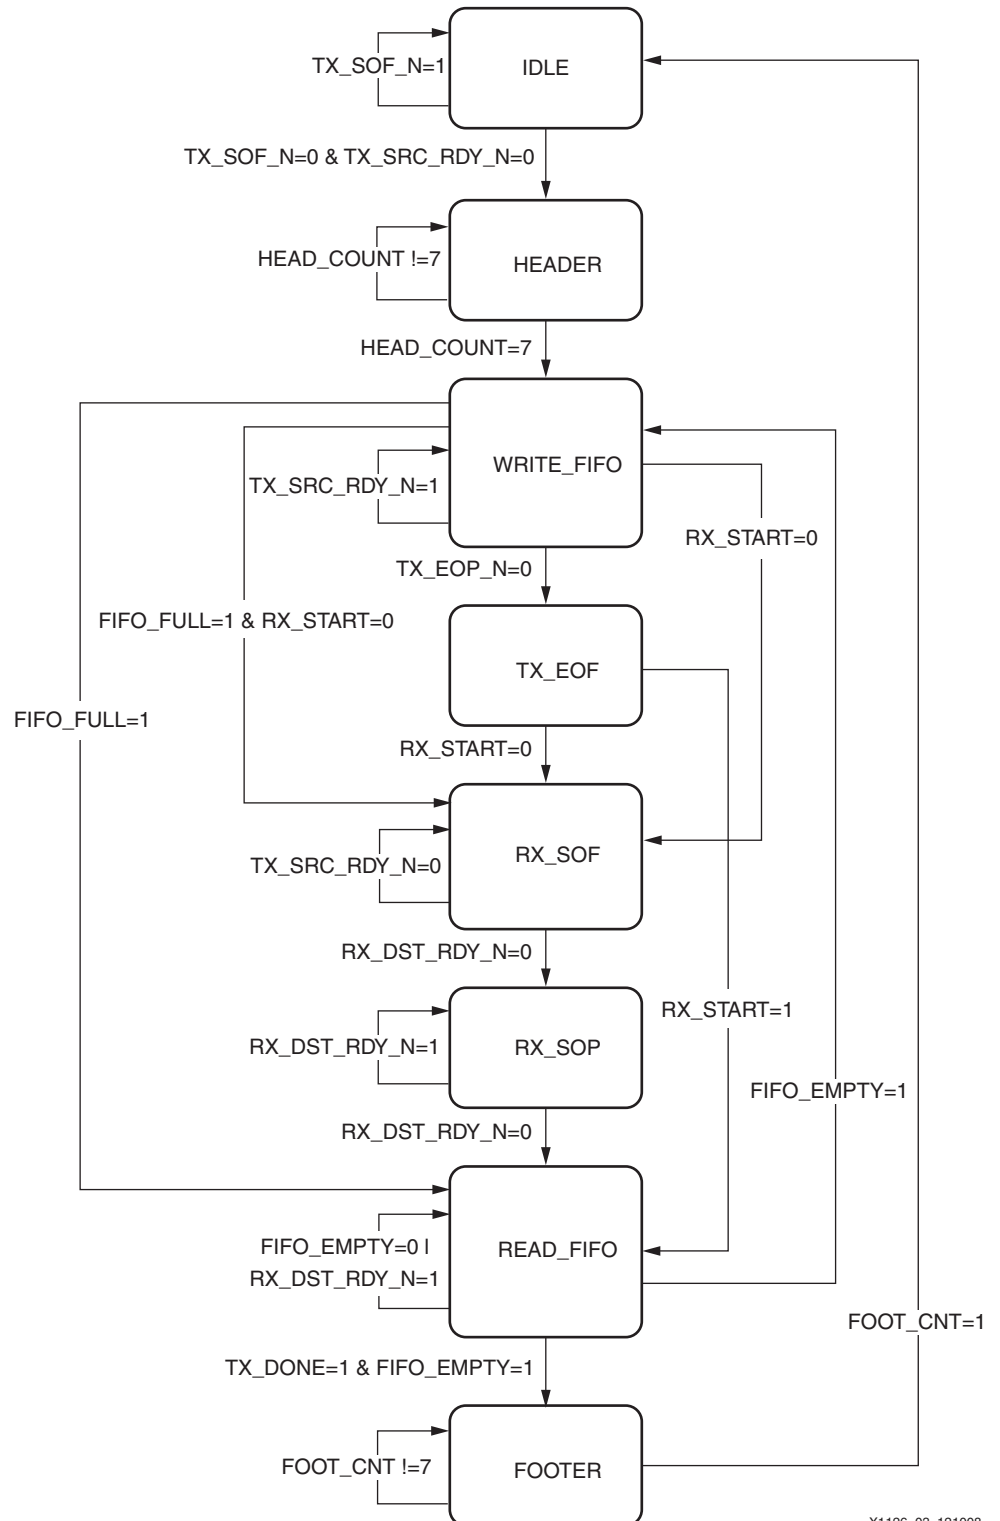 IDLE
TX_SOF_N=1
TX_SOF_N=0 & TX_SRC_RDY_N=0
HEADER
HEAD_COUNT !=7
HEAD_COUNT=7
WRITE_FIFO
TX_SRC_RDY_N=1
RX_START=0
TX_EOP_N=0
FIFO_FULL=1 & RX_START=0
TX_EOF
FIFO_FULL=1
RX_START=0
RX_SOF
TX_SRC_RDY_N=0
RX_DST_RDY_N=0
RX_START=1
RX_SOP
RX_DST_RDY_N=1
FIFO_EMPTY=1
RX_DST_RDY_N=0
READ_FIFO
FIFO_EMPTY=0 |
RX_DST_RDY_N=1
FOOT_CNT=1
TX_DONE=1 & FIFO_EMPTY=1
FOOTER
FOOT_CNT !=7